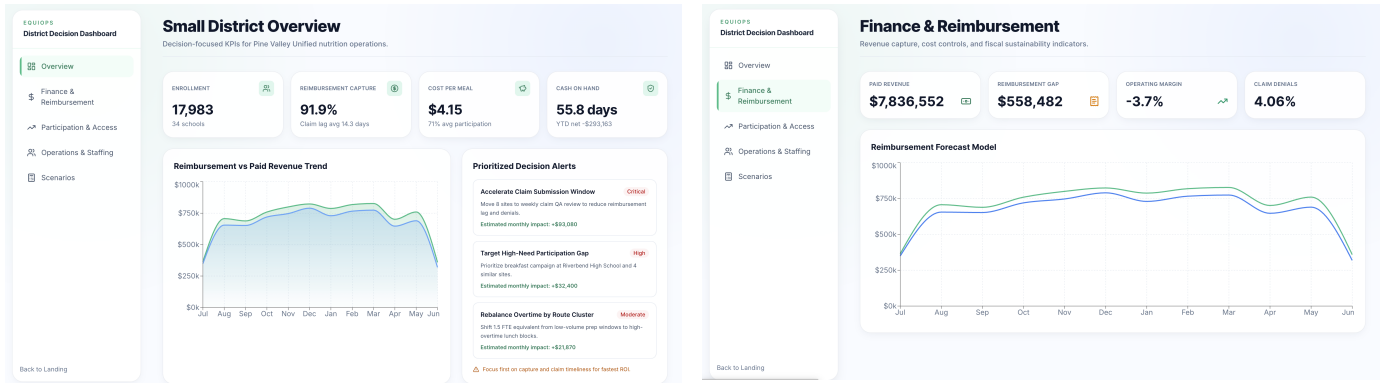 EQUIOPS
District Decision Dashboard
Overview
Finance &
Reimbursement
Participation & Access
Operations & Staffing
Scenarios
Back to Landing
Small District Overview
Decision-focused KPIs for Pine Valley Unified nutrition operations.
ENROLLMENT
17,983
34 schools
REIMBURSEMENT CAPTURE
91.9%
Claim lag avg 14.3 days
COST PER MEAL
$4.15
71% avg participation
CASH ON HAND
55.8 days
YTD net -$293,163
Reimbursement vs Paid Revenue Trend
$1000k
$750k
$500k
$250k
$0k
Jul Aug Sep Oct Nov Dec Jan Feb Mar Apr May Jun
Prioritized Decision Alerts
Accelerate Claim Submission Window Critical
Move 8 sites to weekly claim QA review to reduce reimbursement
lag and denials.
Estimated monthly impact: +$93,080
Target High-Need Participation Gap High
Prioritize breakfast campaign at Riverbend High School and 4
similar sites.
Estimated monthly impact: +$32,400
Rebalance Overtime by Route Cluster Moderate
Shift 1.5 FTE equivalent from low-volume prep windows to high-
overtime lunch blocks.
Estimated monthly impact: +$21,870
Focus first on capture and claim timeliness for fastest ROI.
EQUIOPS
District Decision Dashboard
Overview
Finance &
Reimbursement
Participation & Access
Operations & Staffing
Scenarios
Back to Landing
Finance & Reimbursement
Revenue capture, cost controls, and fiscal sustainability indicators.
PAID REVENUE
$7,836,552
REIMBURSEMENT GAP
$558,482
OPERATING MARGIN
-3.7%
CLAIM DENIALS
4.06%
Reimbursement Forecast Model
$1000k
$750k
$500k
$250k
$0k
Jul Aug Sep Oct Nov Dec Jan Feb Mar Apr May Jun